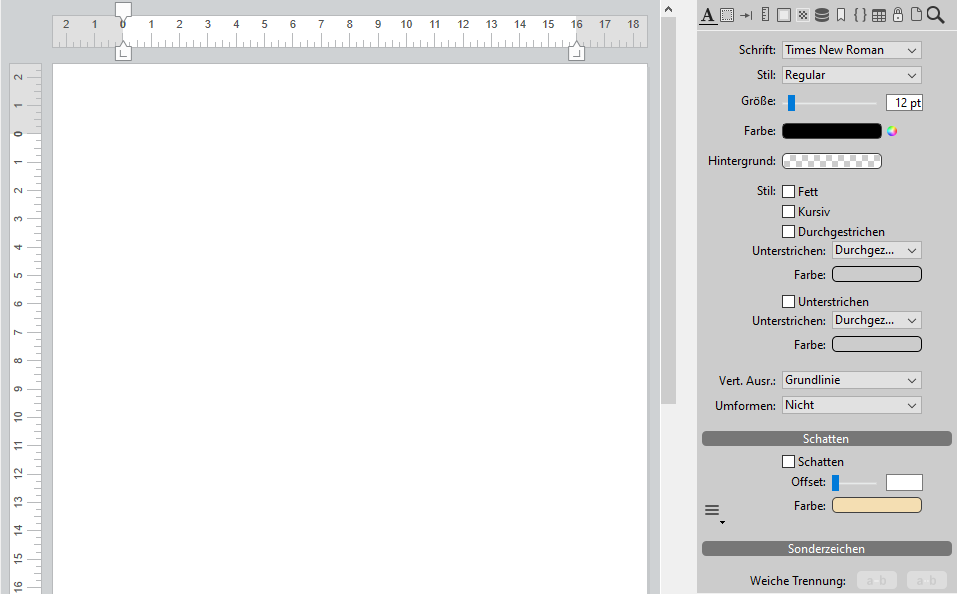 2 1 0 1 2 3 4 5 6 7 8 9 10 11 12 13 14 15 16 17 18
2
1
0
1
2
3
4
5
6
7
8
9
10
11
12
13
14
15
16
A
Schrift: Times New Roman
Stil: Regular
Größe: 12 pt
Farbe:
Hintergrund:
Stil: Fett
Kursiv
Durchgestrichen
Unterstrichen: Durchgez...
Farbe:
Unterstrichen
Unterstrichen: Durchgez...
Farbe:
Vert. Ausr.: Grundlinie
Umformen: Nicht
Schatten
Schatten
Offset:
Farbe:
Sonderzeichen
Weiche Trennung: a-b a-b